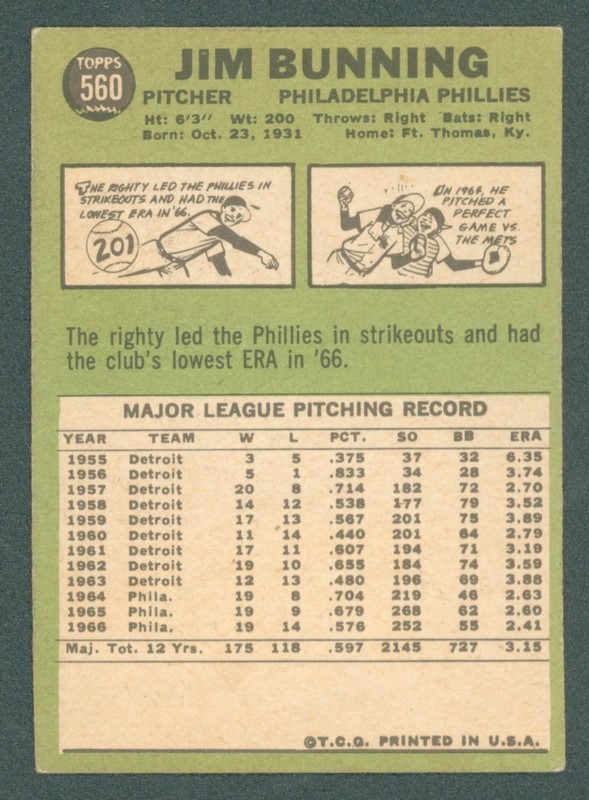 TOPPS
560
JIM BUNNING
PITCHER PHILADELPHIA PHILLIES
Ht: 6'3" Wt: 200 Throws: Right Bats: Right
Born: Oct. 23, 1931 Home: Ft. Thomas, Ky.
THE RIGHTY LED THE PHILLIES IN
STRIKEOUTS AND HAD THE
LOWEST ERA IN '66.
201
IN 1964, HE
PITCHED A
PERFECT
GAME VS.
THE METS
The righty led the Phillies in strikeouts and had
the club's lowest ERA in '66.
MAJOR LEAGUE PITCHING RECORD
YEAR TEAM W L PCT. SO BB ERA
1955 Detroit 3 5 .375 37 32 6.35
1956 Detroit 5 1 .833 34 28 3.74
1957 Detroit 20 8 .714 182 72 2.70
1958 Detroit 14 12 .538 177 79 3.52
1959 Detroit 17 13 .567 201 75 3.89
1960 Detroit 11 14 .440 201 64 2.79
1961 Detroit 17 11 .607 194 71 3.19
1962 Detroit 19 10 .655 184 74 3.59
1963 Detroit 12 13 .480 196 69 3.88
1964 Phila. 19 8 .704 219 46 2.63
1965 Phila. 19 9 .679 268 62 2.60
1966 Phila. 19 14 .576 252 55 2.41
Maj. Tot. 12 Yrs. 175 118 .597 2145 727 3.15
©T.C.G. PRINTED IN U.S.A.